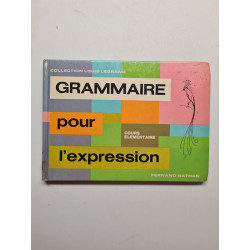 COLLECTION LOUIS LEGRAND
GRAMMAIRE
pour
COURS
ÉLÉMENTAIRE
l'expression
FERNAND NATHAN